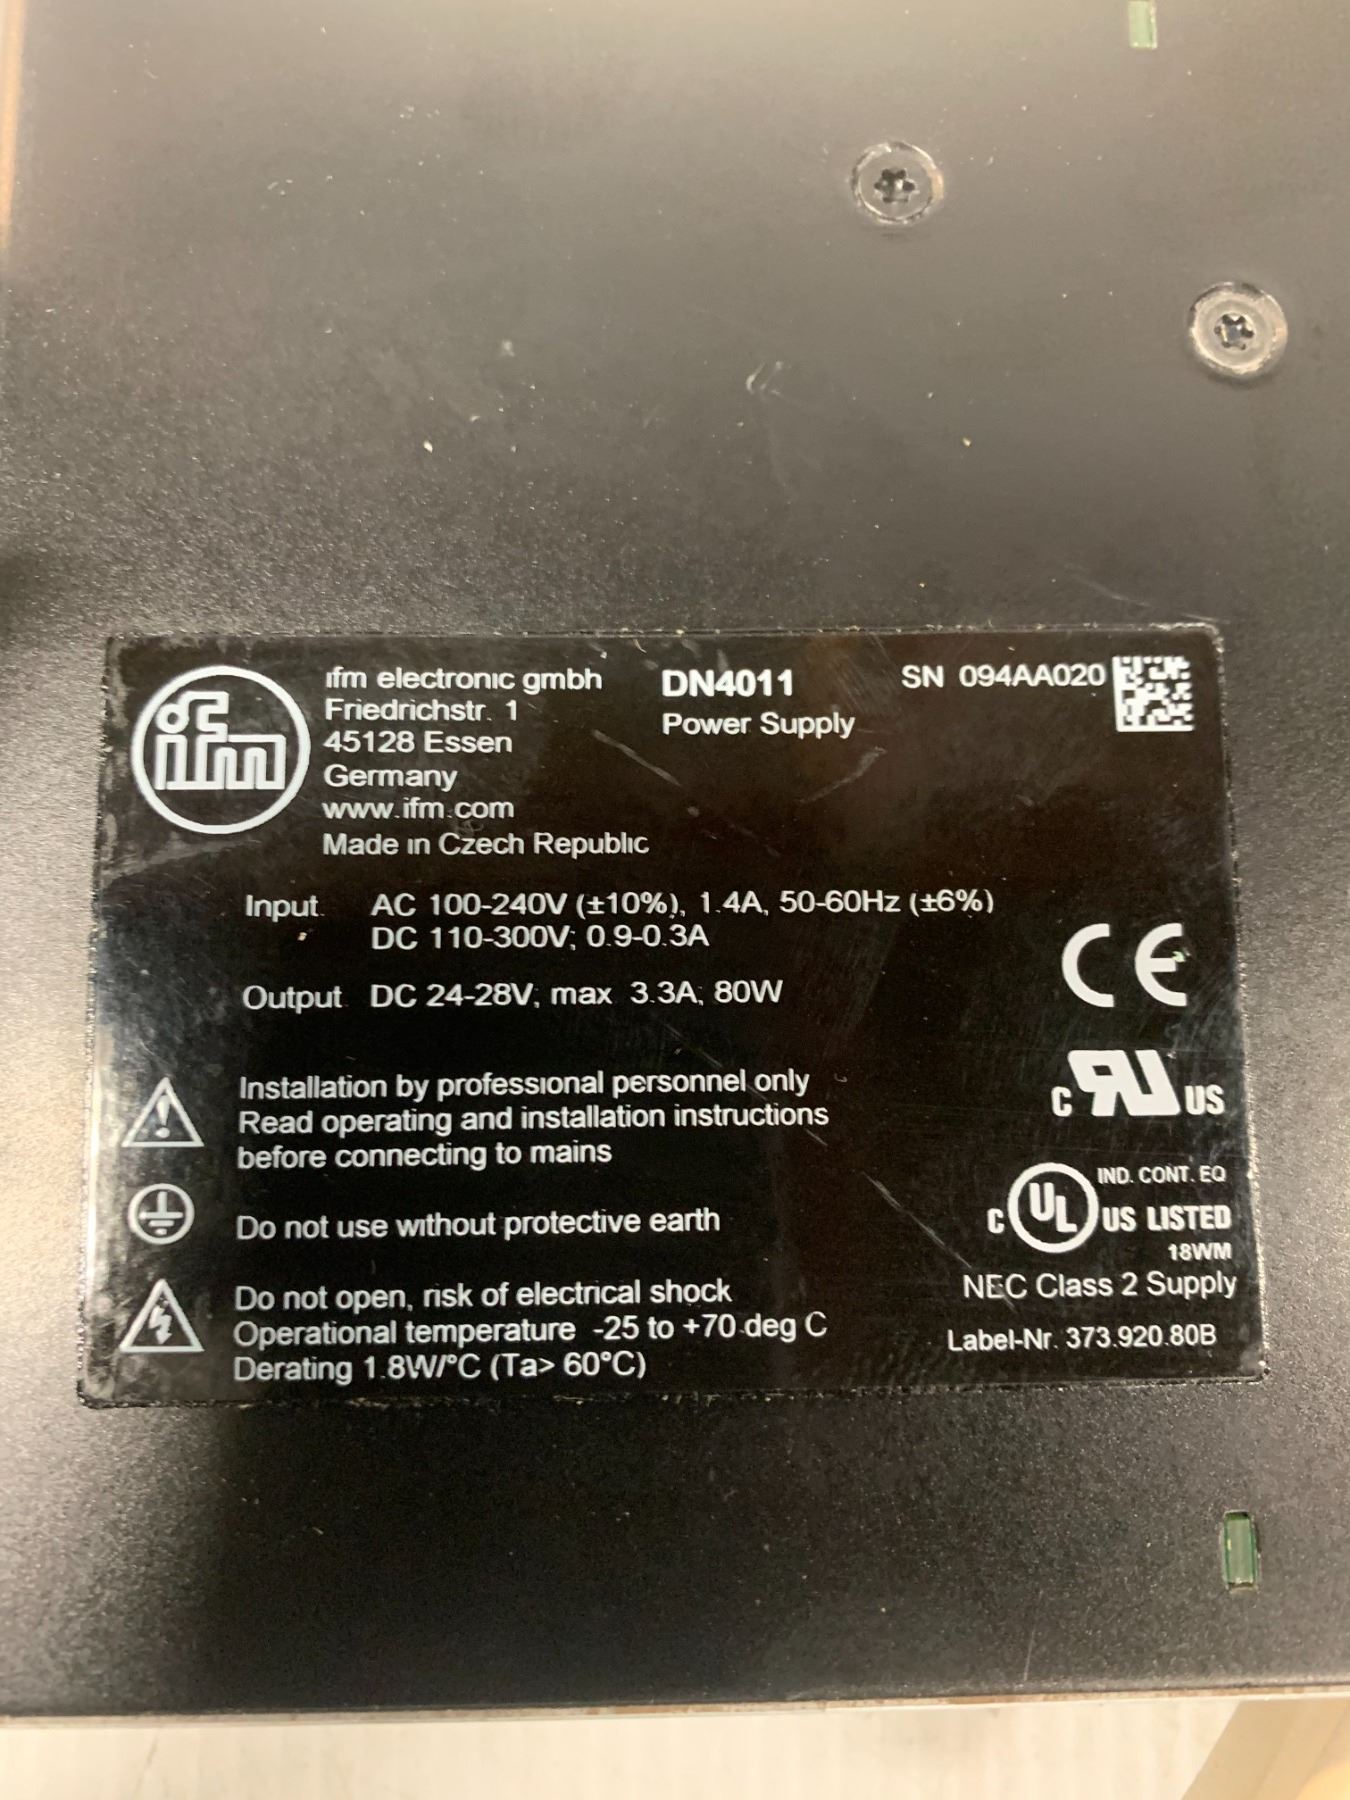 ifm
ifm electronic gmbh
Friedrichstr. 1
45128 Essen
Germany
www.ifm.com
Made in Czech Republic
DN4011
Power Supply
SN 094AA020
Input AC 100-240V (±10%), 1.4A, 50-60Hz (±6%)
DC 110-300V; 0.9-0.3A
Output DC 24-28V; max 3.3A; 80W
CE
c RU US
Installation by professional personnel only
Read operating and installation instructions
before connecting to mains
Do not use without protective earth
Do not open, risk of electrical shock
Operational temperature -25 to +70 deg C
Derating 1.8W/°C (Ta> 60°C)
IND. CONT. EQ
c UL US LISTED
18WM
NEC Class 2 Supply
Label-Nr. 373.920.80B